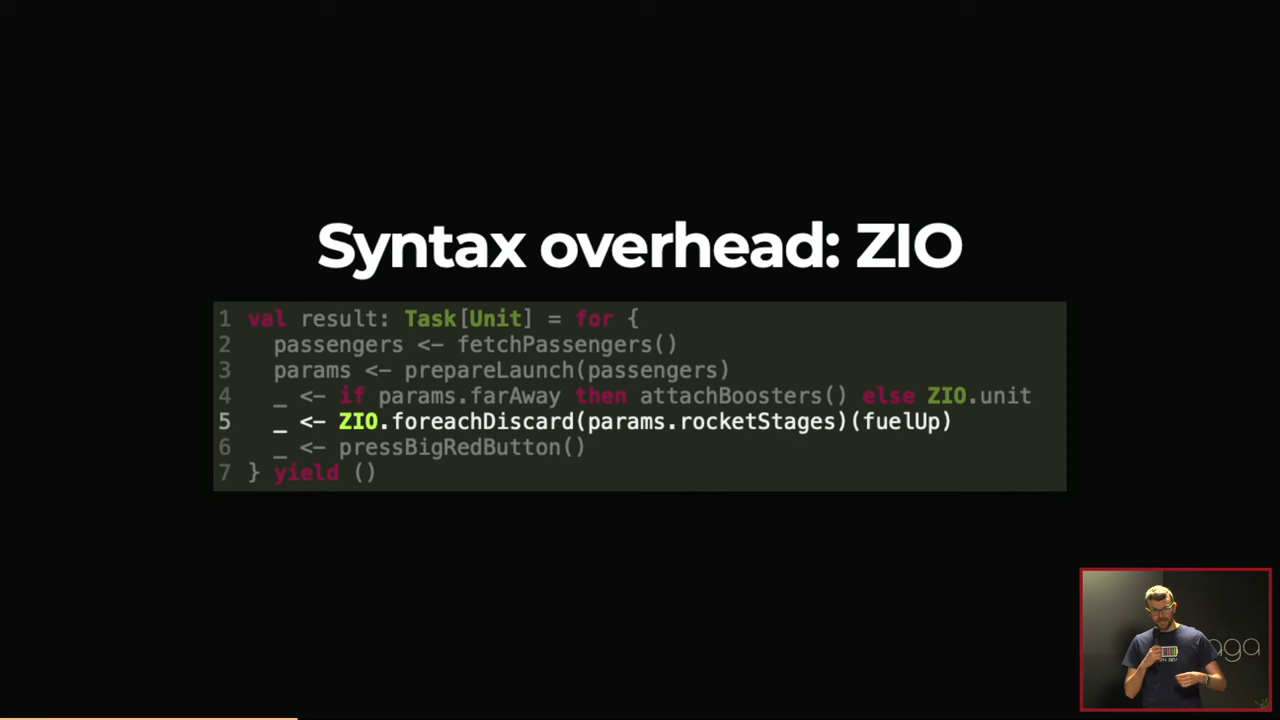 Syntax overhead: ZIO
1 val result: Task[Unit] = for {
2   passengers <- fetchPassengers()
3   params <- prepareLaunch(passengers)
4   _ <- if params.farAway then attachBoosters() else ZIO.unit
5   _ <- ZIO.foreachDiscard(params.rocketStages)(fuelUp)
6   _ <- pressBigRedButton()
7 } yield ()